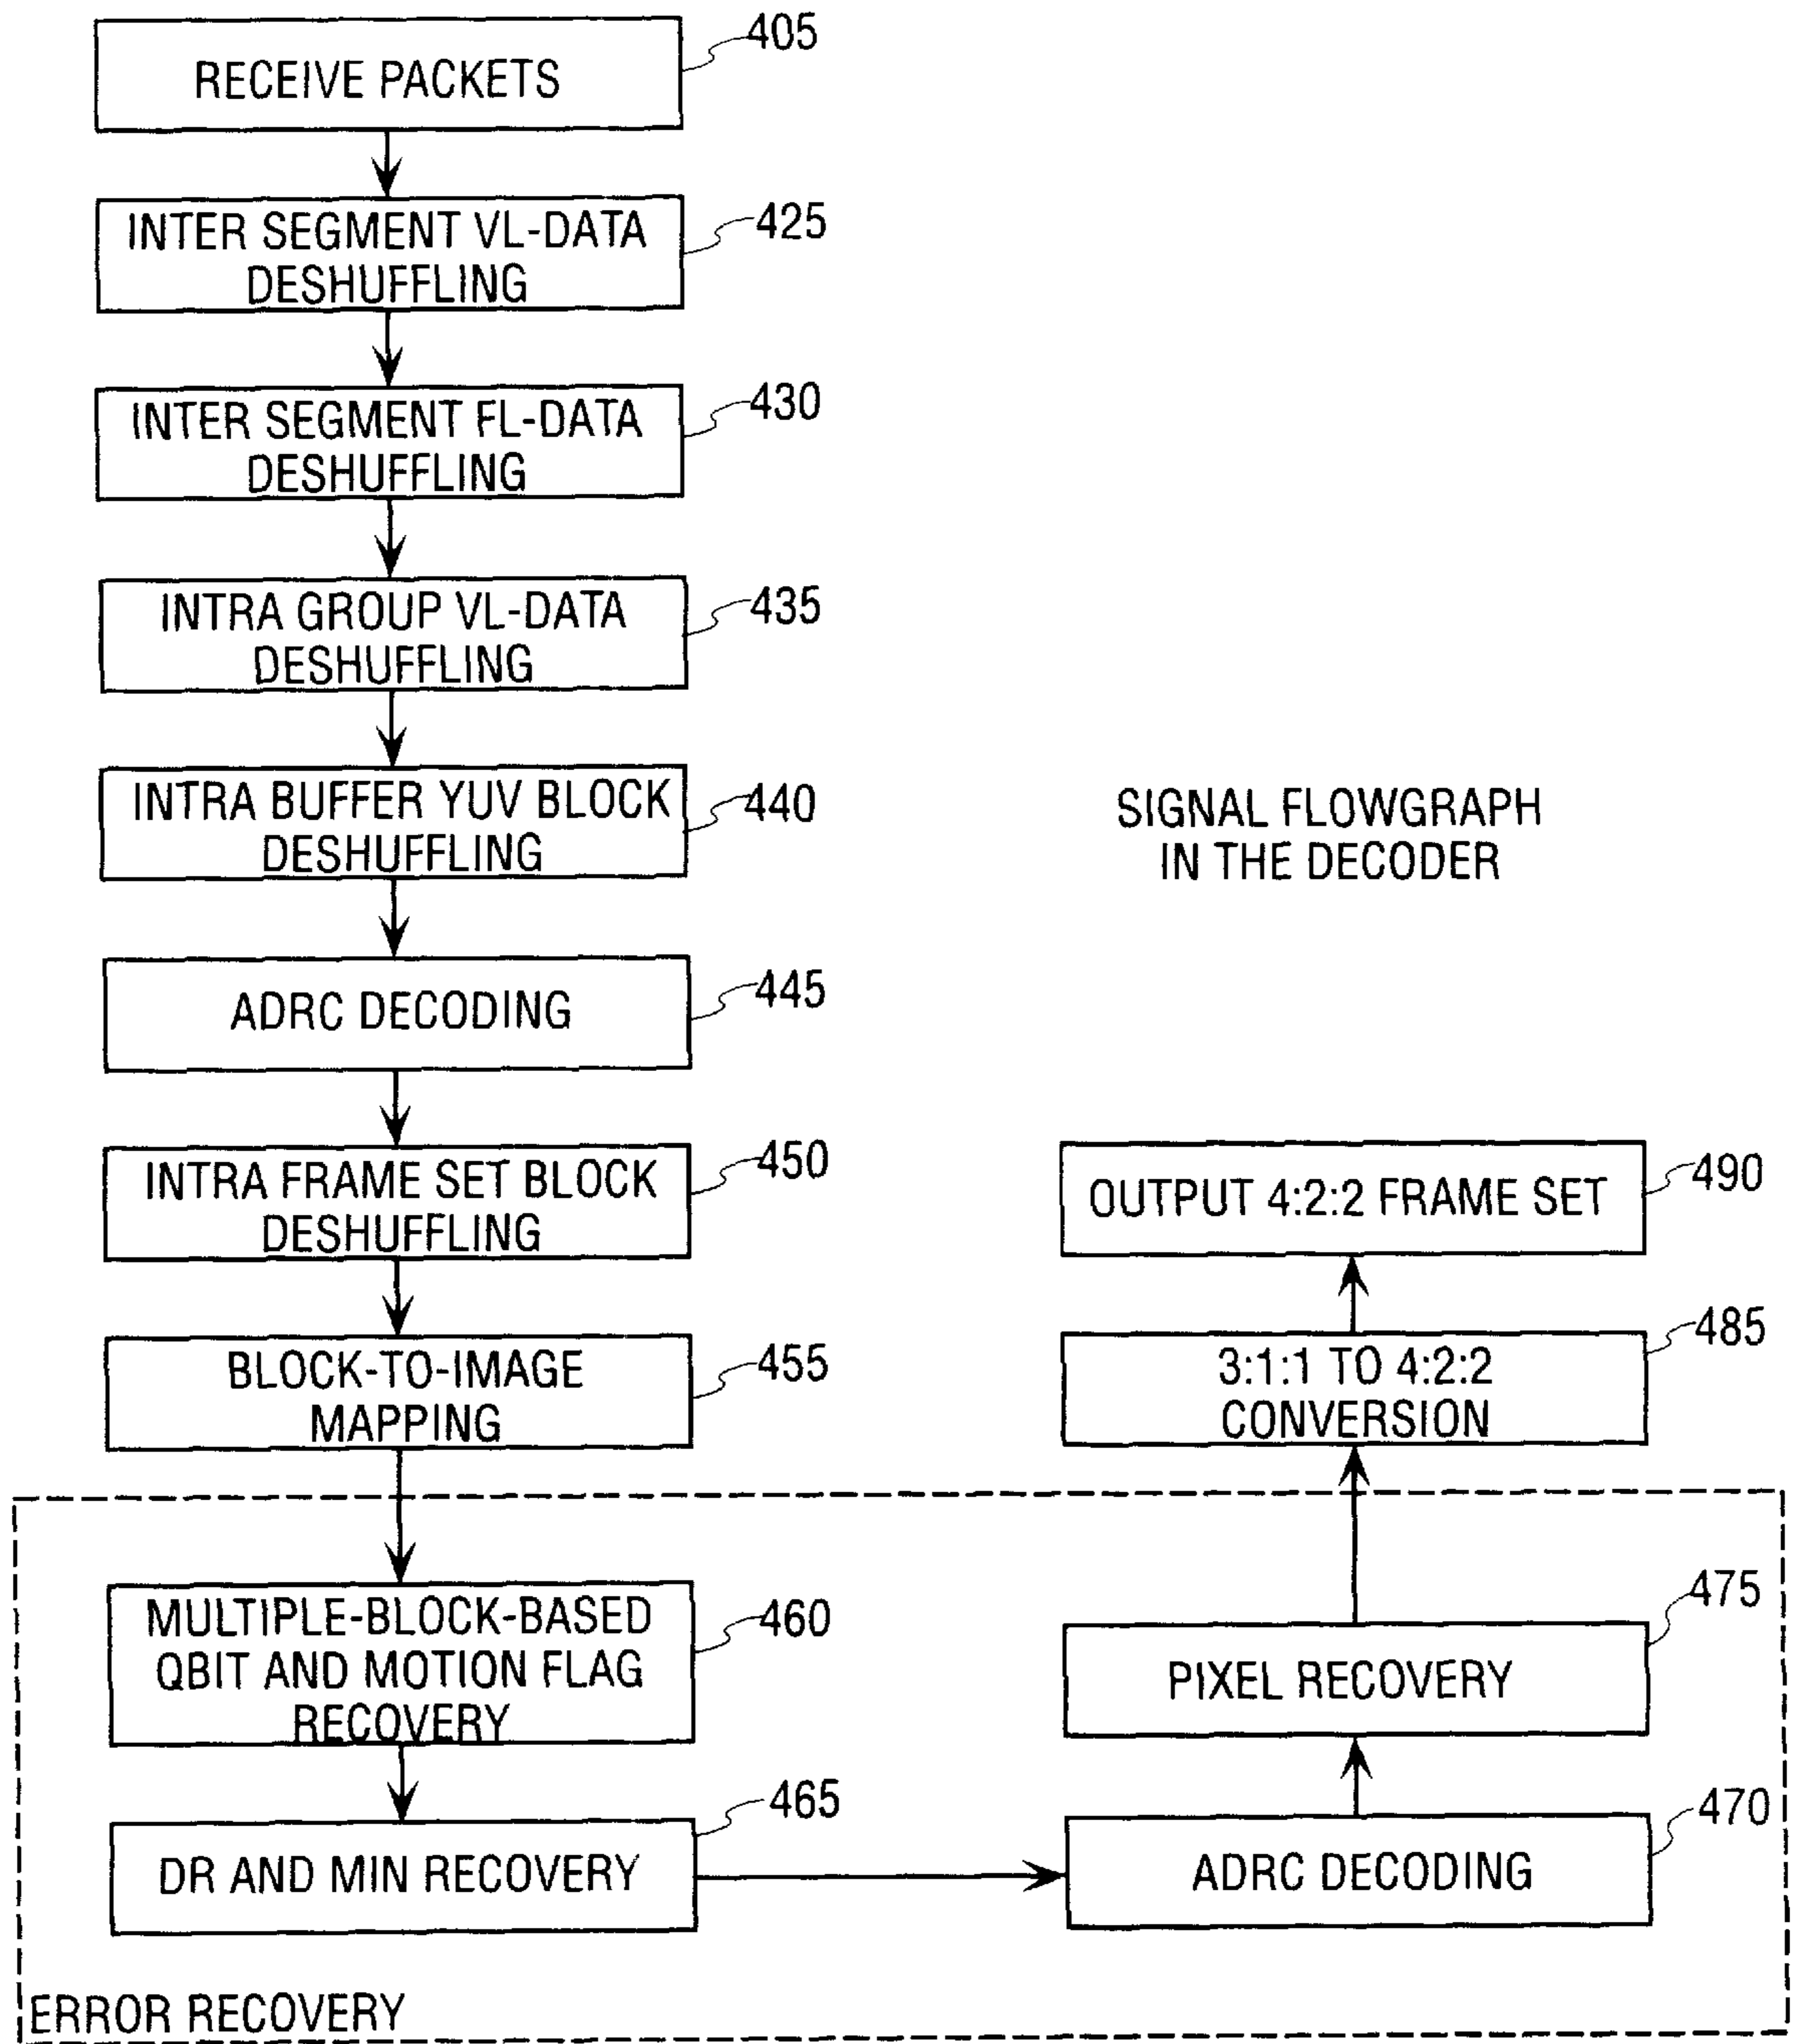 RECEIVE PACKETS
405
INTER SEGMENT VL-DATA
DESHUFFLING
425
INTER SEGMENT FL-DATA
DESHUFFLING
430
INTRA GROUP VL-DATA
DESHUFFLING
435
INTRA BUFFER YUV BLOCK
DESHUFFLING
440
SIGNAL FLOWGRAPH
IN THE DECODER
ADRC DECODING
445
INTRA FRAME SET BLOCK
DESHUFFLING
450
BLOCK-TO-IMAGE
MAPPING
455
MULTIPLE-BLOCK-BASED
QBIT AND MOTION FLAG
RECOVERY
460
DR AND MIN RECOVERY
465
ADRC DECODING
470
PIXEL RECOVERY
475
3:1:1 TO 4:2:2
CONVERSION
485
OUTPUT 4:2:2 FRAME SET
490
ERROR RECOVERY